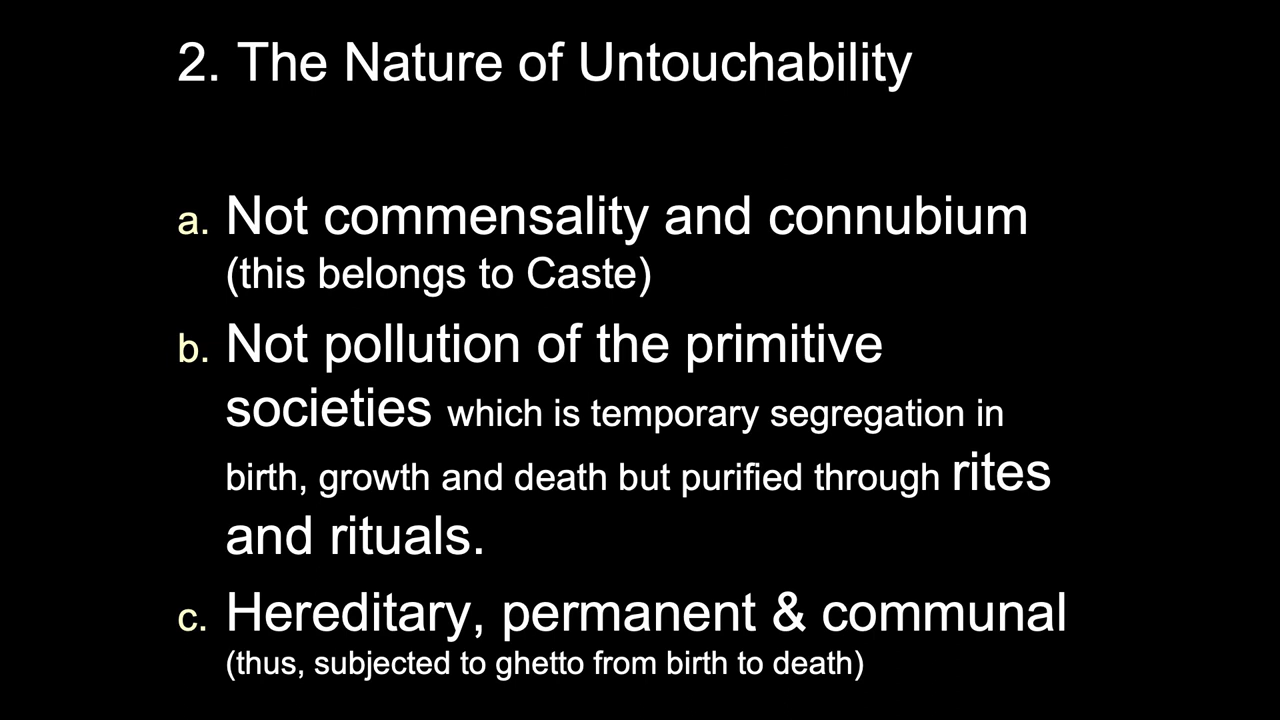 2. The Nature of Untouchability
a. Not commensality and connubium
(this belongs to Caste)
b. Not pollution of the primitive
societies which is temporary segregation in
birth, growth and death but purified through rites
and rituals.
c. Hereditary, permanent & communal
(thus, subjected to ghetto from birth to death)